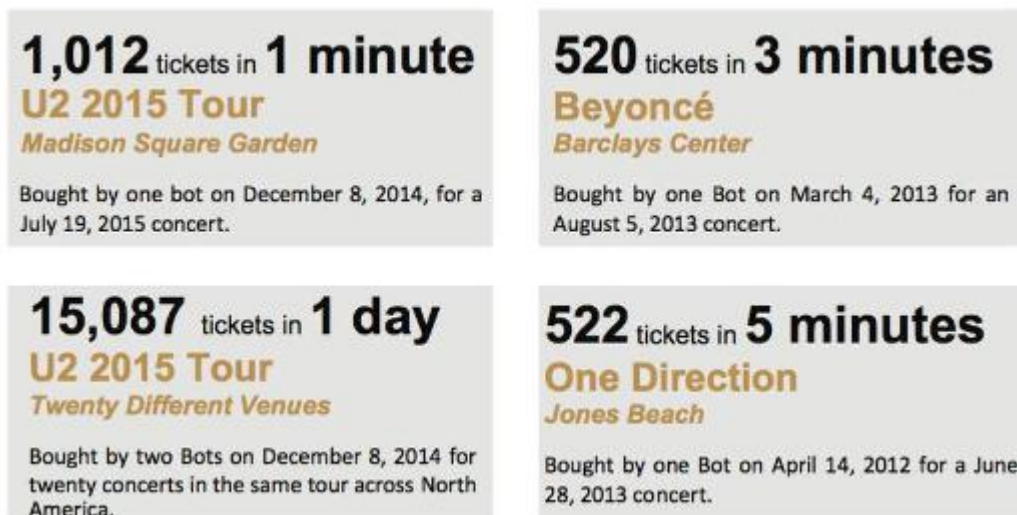 1,012 tickets in 1 minute
U2 2015 Tour
Madison Square Garden
Bought by one bot on December 8, 2014, for a
July 19, 2015 concert.
520 tickets in 3 minutes
Beyoncé
Barclays Center
Bought by one Bot on March 4, 2013 for an
August 5, 2013 concert.
15,087 tickets in 1 day
U2 2015 Tour
Twenty Different Venues
Bought by two Bots on December 8, 2014 for
twenty concerts in the same tour across North
America.
522 tickets in 5 minutes
One Direction
Jones Beach
Bought by one Bot on April 14, 2012 for a June
28, 2013 concert.